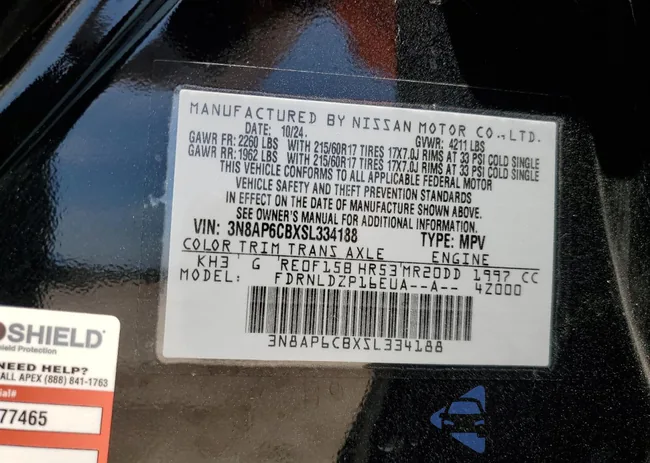 MANUFACTURED BY NISSAN MOTOR CO., LTD.
DATE: 10/24 GVWR: 4211 LBS
GAWR FR: 2260 LBS WITH 215/60R17 TIRES 17X7.0J RIMS AT 33 PSI COLD SINGLE
GAWR RR: 1962 LBS WITH 215/60R17 TIRES 17X7.0J RIMS AT 33 PSI COLD SINGLE
THIS VEHICLE CONFORMS TO ALL APPLICABLE FEDERAL MOTOR
VEHICLE SAFETY AND THEFT PREVENTION STANDARDS
IN EFFECT ON THE DATE OF MANUFACTURE SHOWN ABOVE.
SEE OWNER'S MANUAL FOR ADDITIONAL INFORMATION.
VIN: 3N8AP6CBXSL334188 TYPE: MPV
COLOR TRIM TRANS AXLE ENGINE
KH3 G RE0F15B HR53 MR20DD 1997 CC
MODEL FDRNLDZP16EUA--A-- 4Z000
3N8AP6CBXSL334188
SHIELD
Shield Protection
NEED HELP?
CALL APEX (888) 841-1763
77465